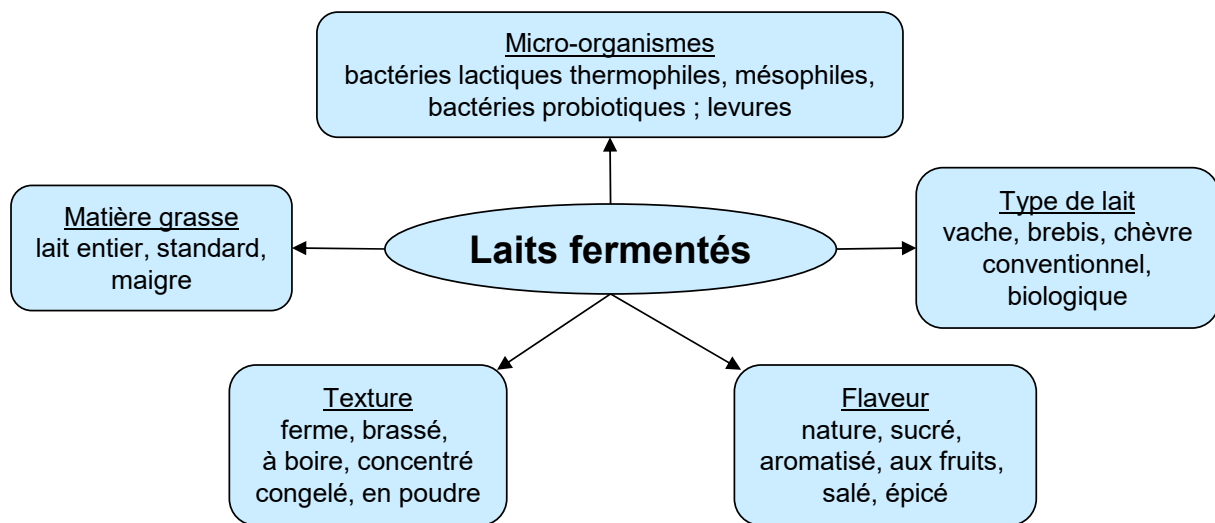 Micro-organismes
bactéries lactiques thermophiles, mésophiles,
bactéries probiotiques ; levures
Matière grasse
lait entier, standard,
maigre
Laits fermentés
Type de lait
vache, brebis, chèvre
conventionnel,
biologique
Texture
ferme, brassé,
à boire, concentré
congelé, en poudre
Flaveur
nature, sucré,
aromatisé, aux fruits,
salé, épicé